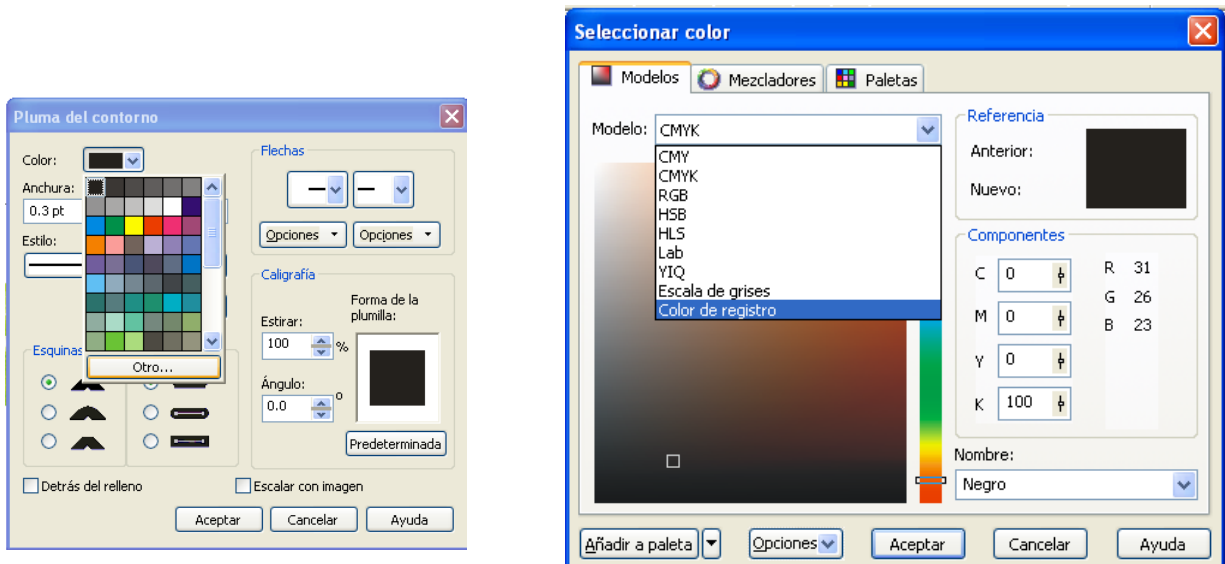 Pluma del contorno
Color:
Anchura:
0.3 pt
Estilo:
Otro...
Esquinas
Flechas
Opciones
Opciones
Caligrafía
Estirar:
100 %
Ángulo:
0.0 º
Forma de la
plumilla:
Predeterminada
Detrás del relleno
Escalar con imagen
Aceptar
Cancelar
Ayuda
Seleccionar color
Modelos
Mezcladores
Paletas
Modelo: CMYK
CMY
CMYK
RGB
HSB
HLS
Lab
YIQ
Escala de grises
Color de registro
Referencia
Anterior:
Nuevo:
Componentes
C 0
M 0
Y 0
K 100
R 31
G 26
B 23
Nombre:
Negro
Añadir a paleta
Opciones
Aceptar
Cancelar
Ayuda